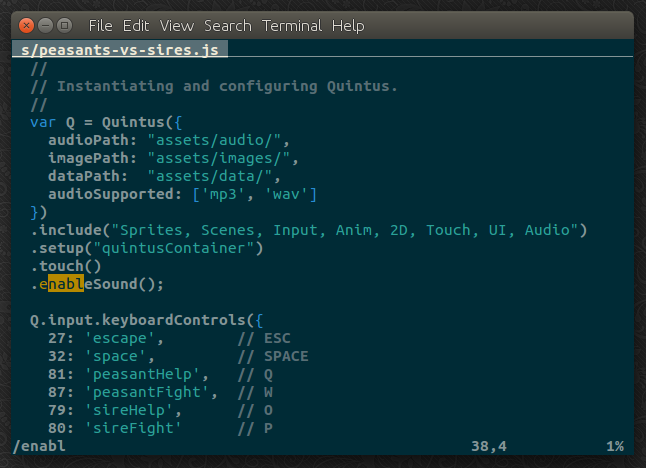 File Edit View Search Terminal Help
s/peasants-vs-sires.js
//
// Instantiating and configuring Quintus.
//
var Q = Quintus({
audioPath: "assets/audio/",
imagePath: "assets/images/",
dataPath:  "assets/data/",
audioSupported: ['mp3', 'wav']
})
.include("Sprites, Scenes, Input, Anim, 2D, Touch, UI, Audio")
.setup("quintusContainer")
.touch()
.enableSound();
Q.input.keyboardControls({
27: 'escape',        // ESC
32: 'space',         // SPACE
81: 'peasantHelp',   // Q
87: 'peasantFight',  // W
79: 'sireHelp',      // O
80: 'sireFight'      // P
/enabl 38,4 1%